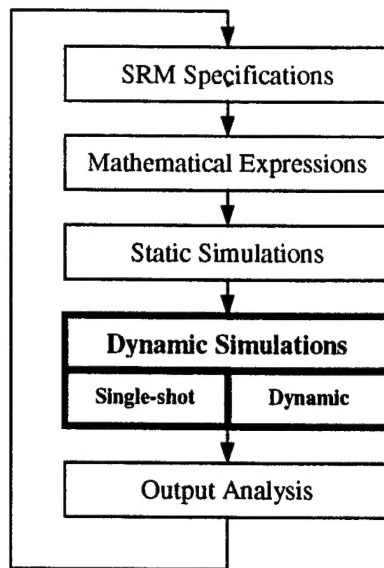 SRM Specifications
Mathematical Expressions
Static Simulations
Dynamic Simulations
Single-shot Dynamic
Output Analysis